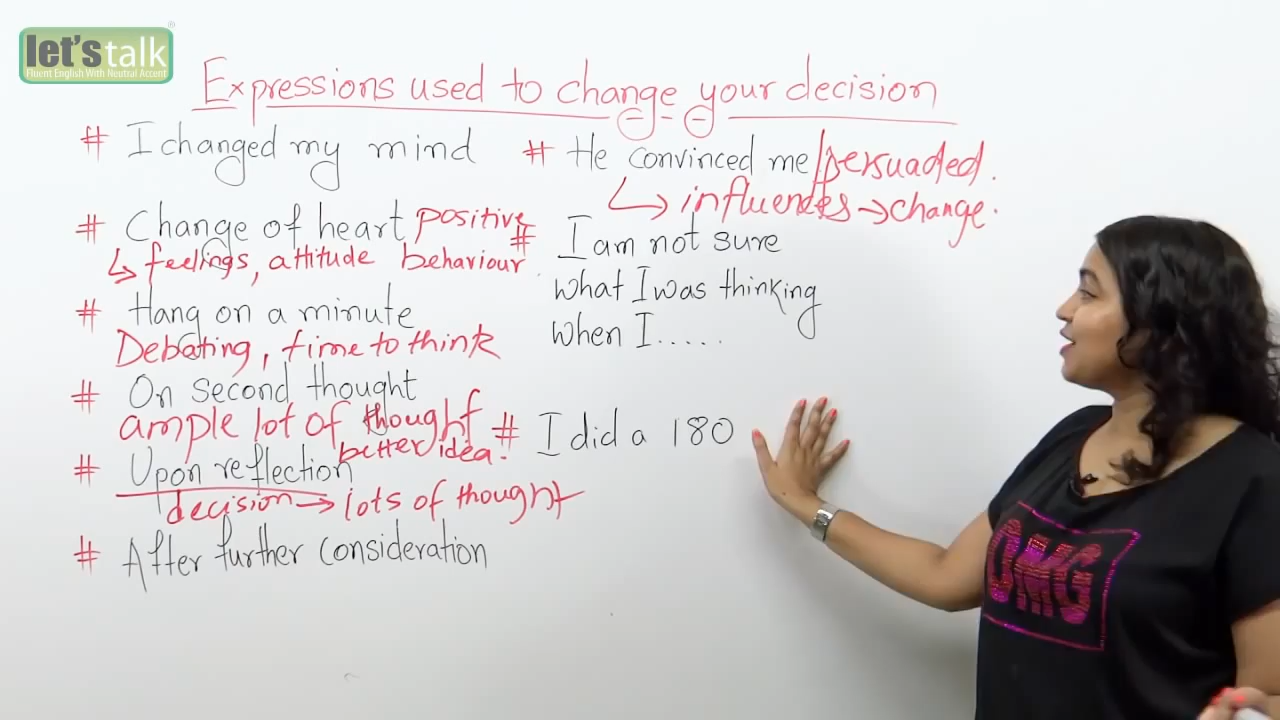 let's talk®
Fluent English With Neutral Accent
Expressions used to change your decision
# I changed my mind
# Change of heart positive
↳ feelings, attitude behaviour.
# Hang on a minute
Debating, time to think
# On second thought
ample lot of thought
better idea.
# Upon reflection
decision → lots of thought
# After further consideration
# He convinced me/persuaded.
↳ influences → change.
# I am not sure
what I was thinking
when I.....
# I did a 180
OMG